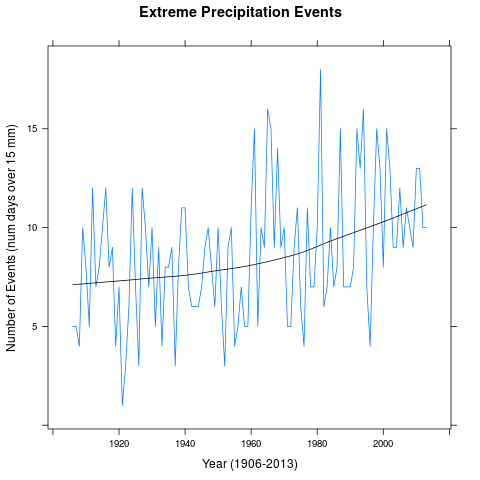 Extreme Precipitation Events
Number of Events (num days over 15 mm)
15
10
5
1920 1940 1960 1980 2000
Year (1906-2013)